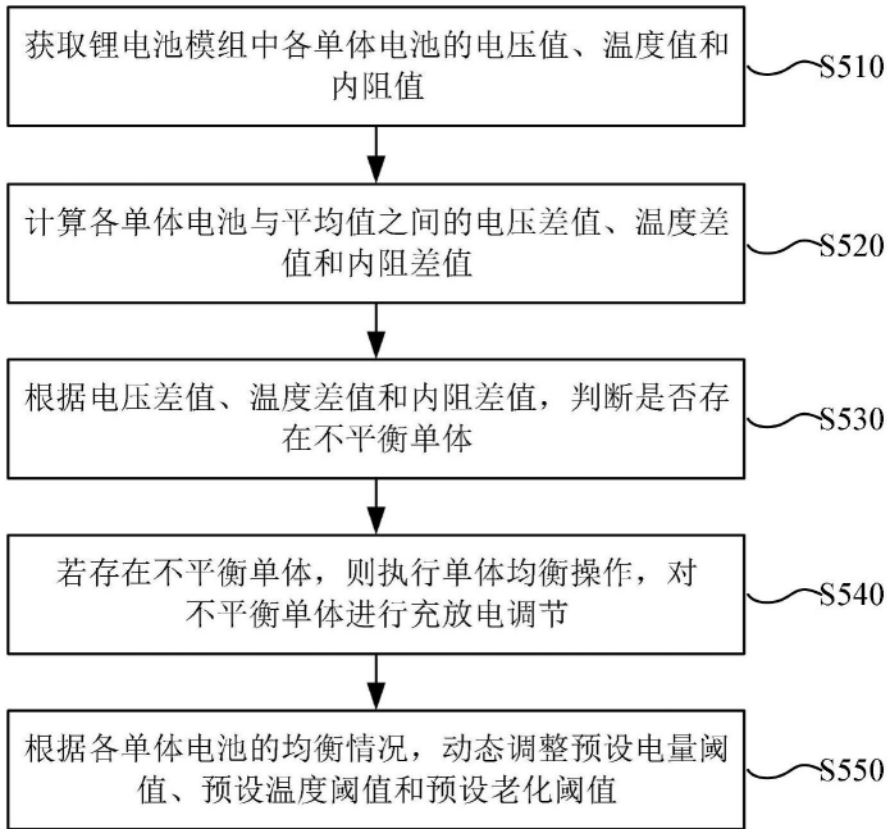 获取锂电池模组中各单体电池的电压值、温度值和
内阻值
S510
计算各单体电池与平均值之间的电压差值、温度差
值和内阻差值
S520
根据电压差值、温度差值和内阻差值，判断是否存
在不平衡单体
S530
若存在不平衡单体，则执行单体均衡操作，对
不平衡单体进行充放电调节
S540
根据各单体电池的均衡情况，动态调整预设电量阈
值、预设温度阈值和预设老化阈值
S550